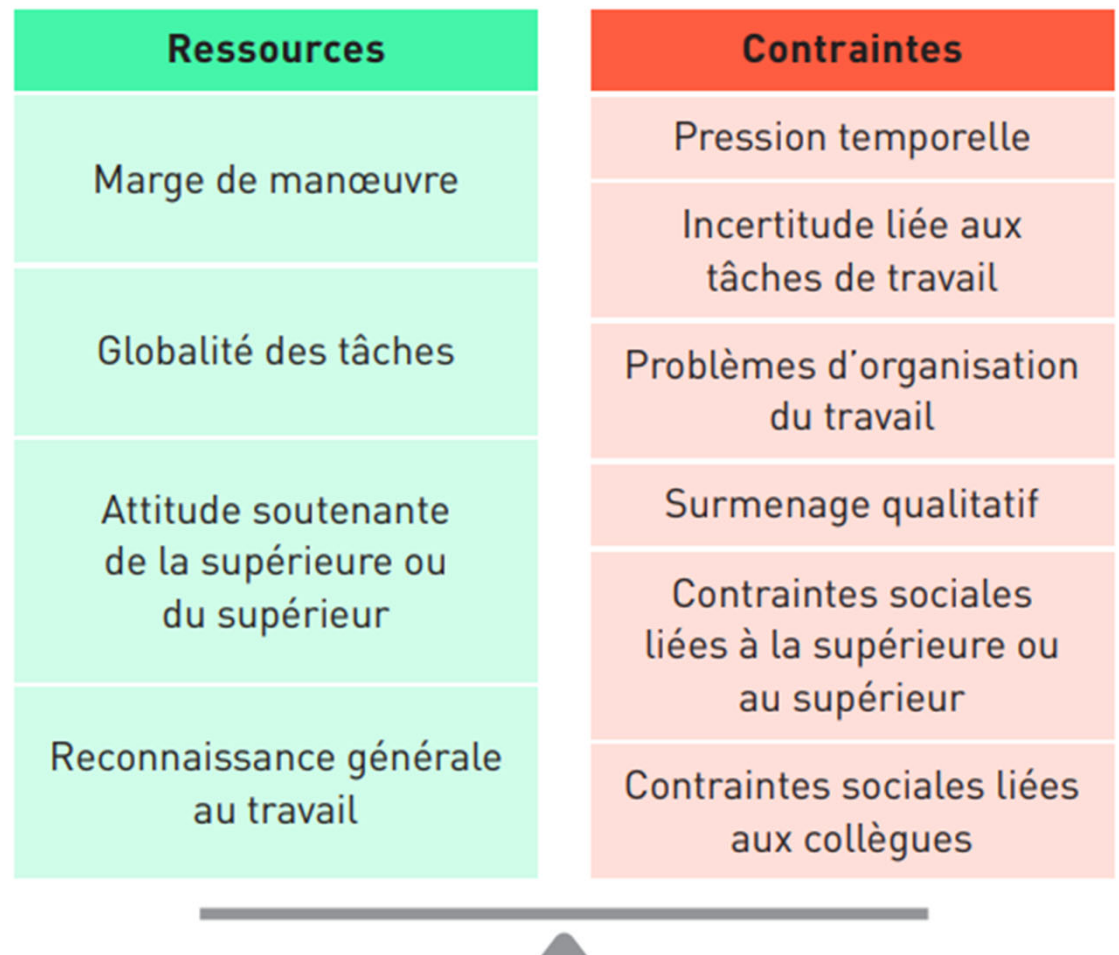 Ressources
Marge de manœuvre
Globalité des tâches
Attitude soutenante
de la supérieure ou
du supérieur
Reconnaissance générale
au travail
Contraintes
Pression temporelle
Incertitude liée aux
tâches de travail
Problèmes d’organisation
du travail
Surmenage qualitatif
Contraintes sociales
liées à la supérieure ou
au supérieur
Contraintes sociales liées
aux collègues